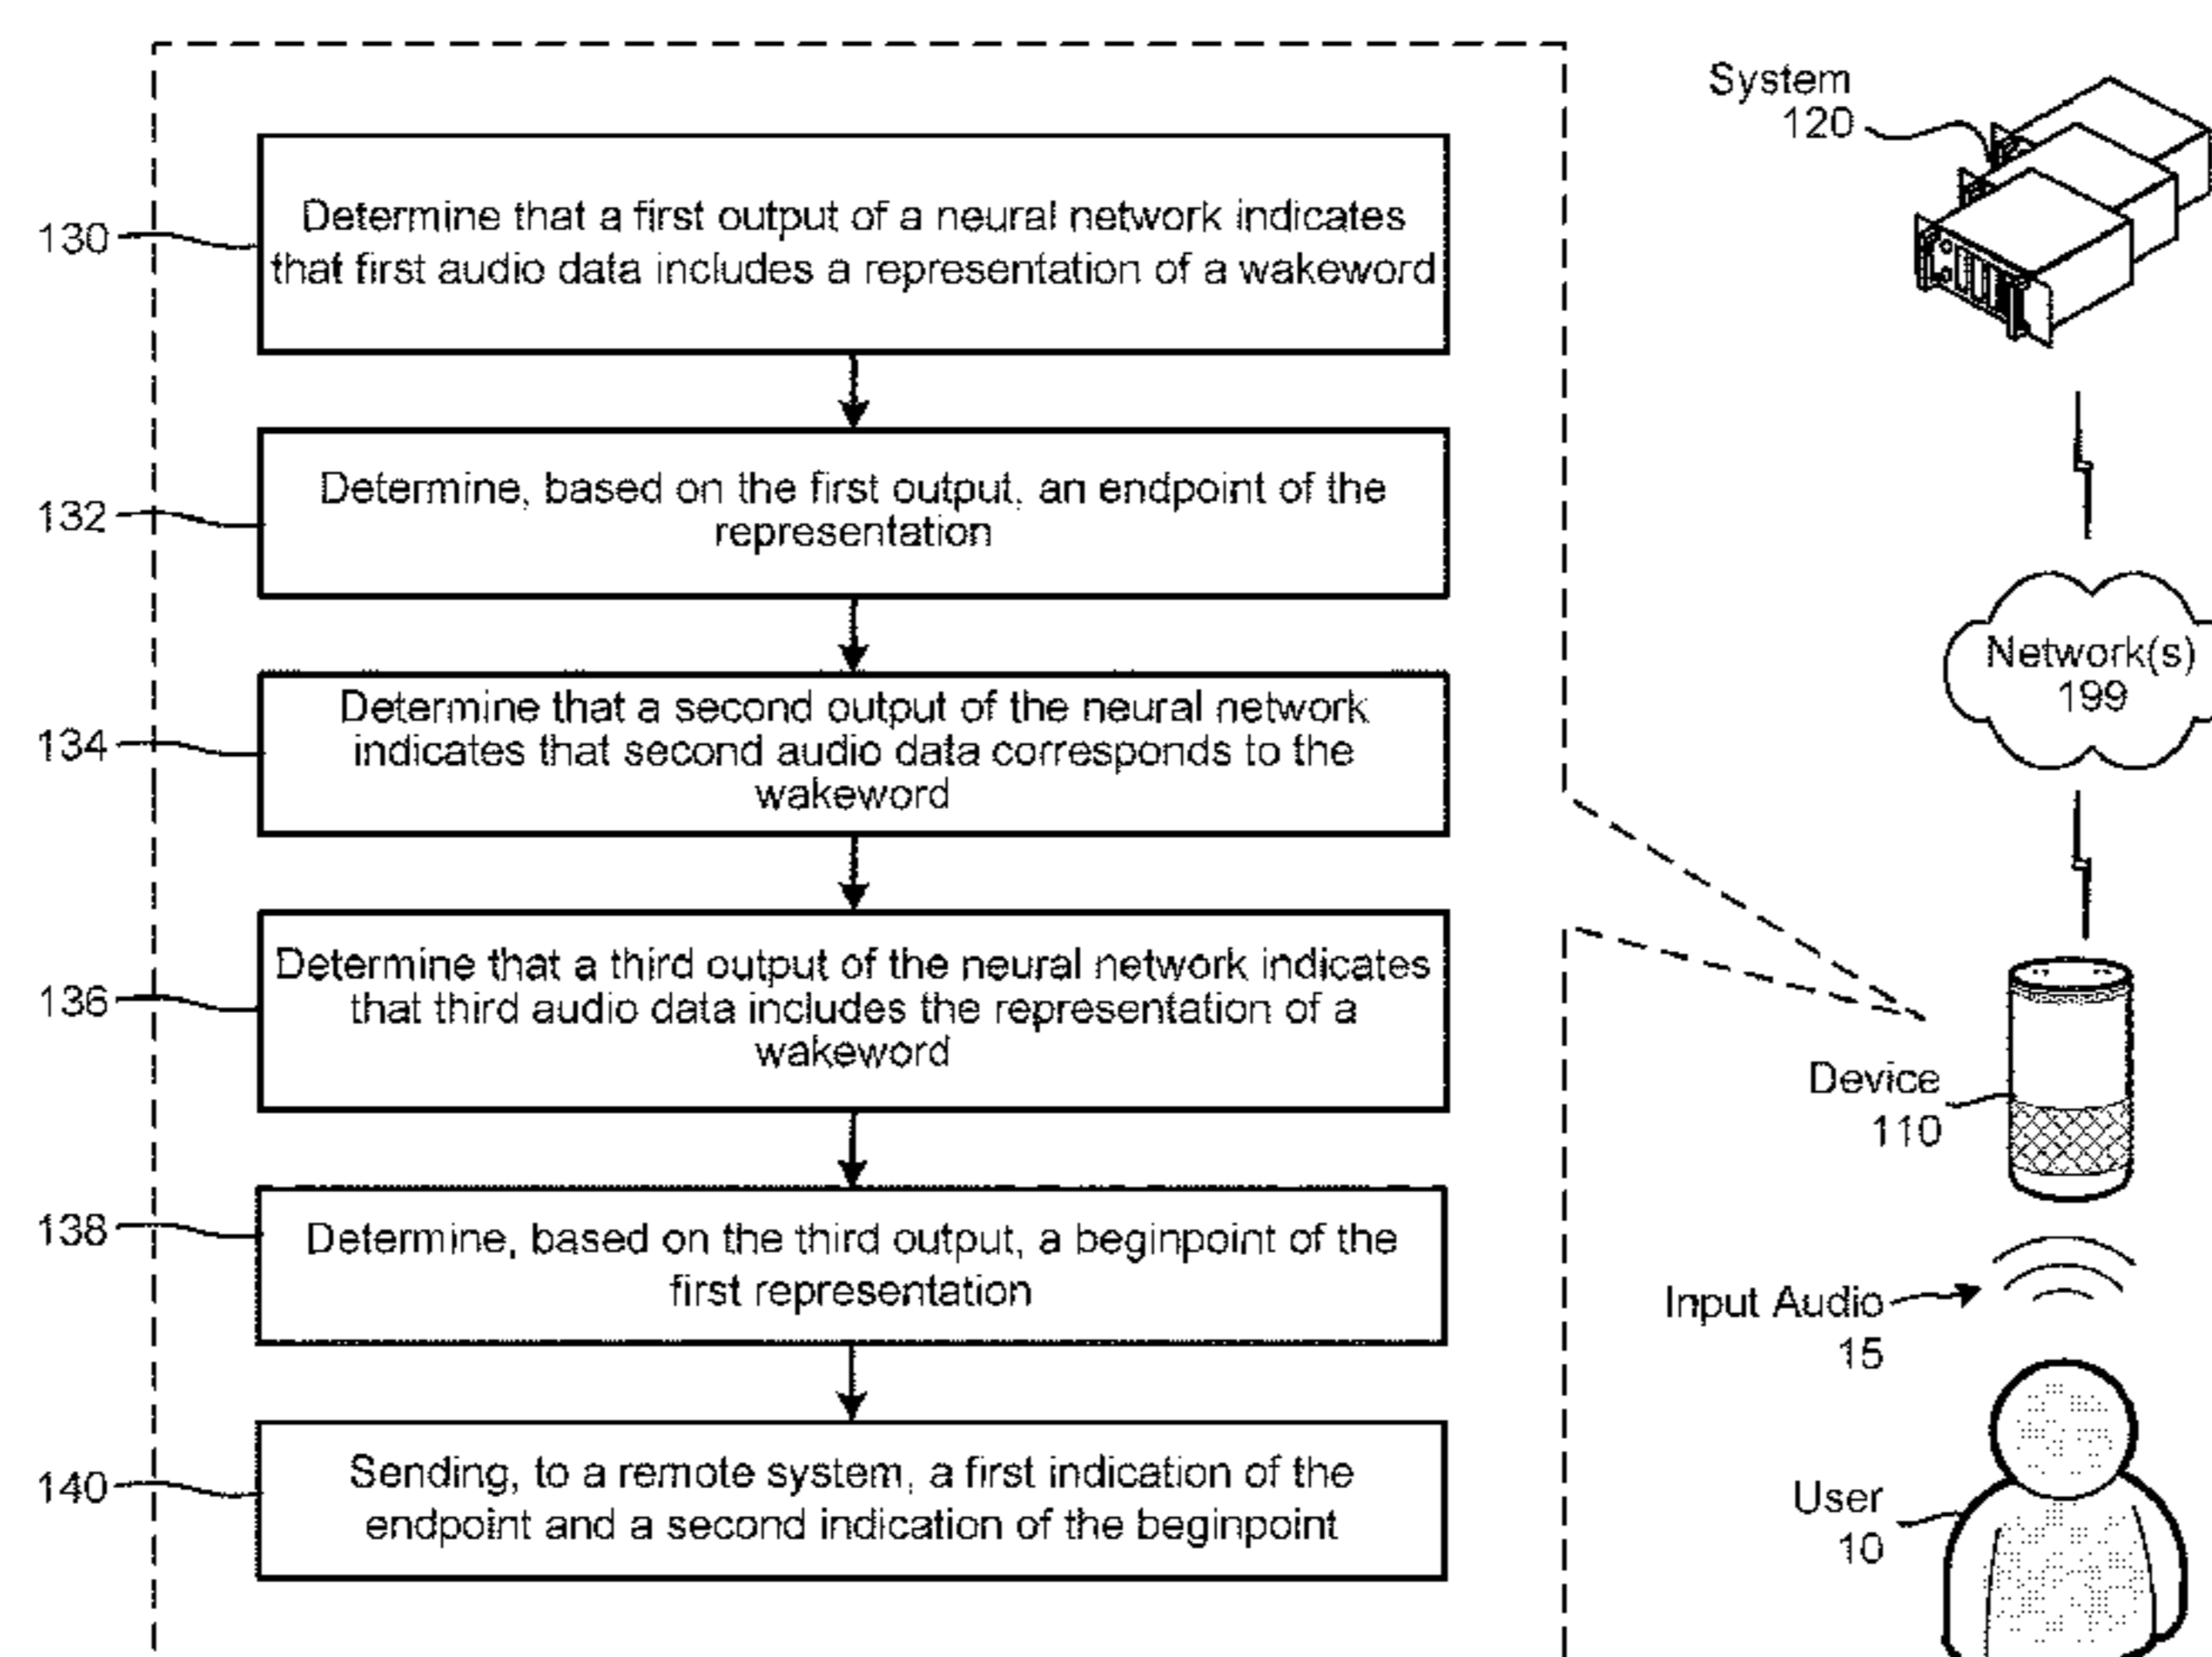 130
Determine that a first output of a neural network indicates
that first audio data includes a representation of a wakeword
132
Determine, based on the first output, an endpoint of the
representation
134
Determine that a second output of the neural network
indicates that second audio data corresponds to the
wakeword
136
Determine that a third output of the neural network indicates
that third audio data includes the representation of a
wakeword
138
Determine, based on the third output, a beginpoint of the
first representation
140
Sending, to a remote system, a first indication of the
endpoint and a second indication of the beginpoint
System
120
Network(s)
199
Device
110
Input Audio
15
User
10